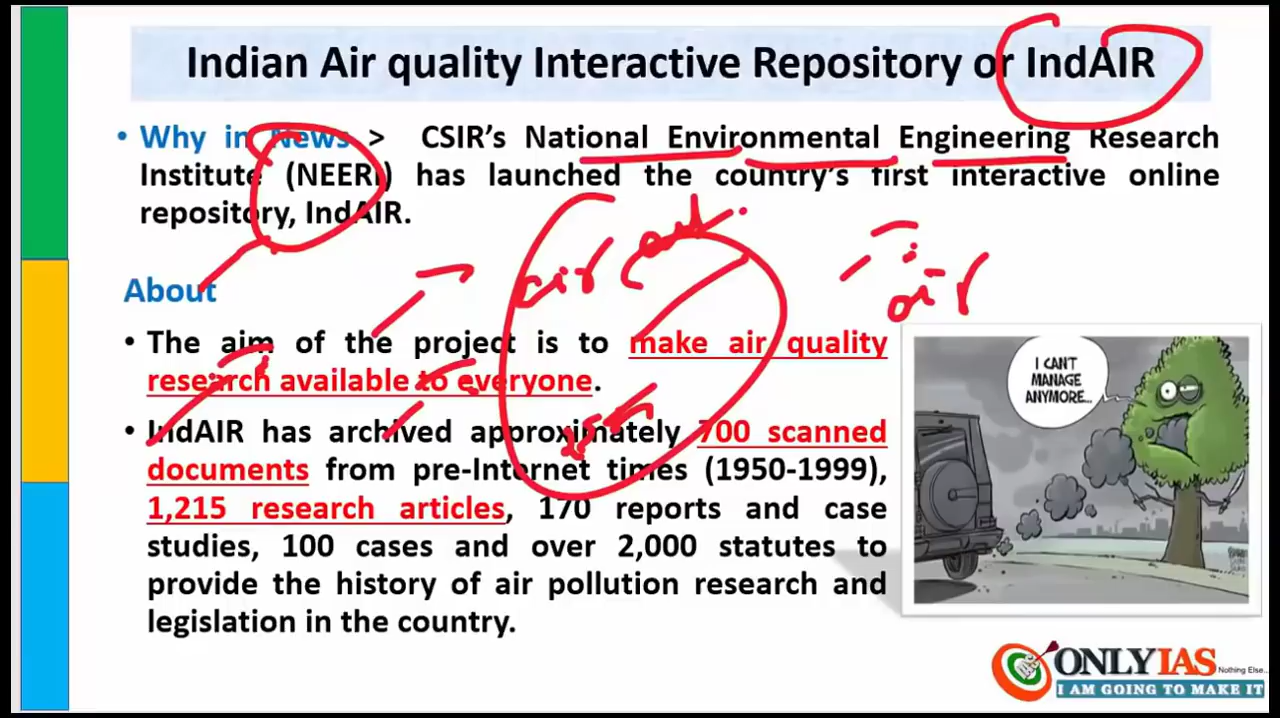 Indian Air quality Interactive Repository or IndAIR
• Why in News > CSIR's National Environmental Engineering Research
Institute (NEERI) has launched the country's first interactive online
repository, IndAIR.
About
• The aim of the project is to make air quality
research available to everyone.
• IndAIR has archived approximately 700 scanned
documents from pre-Internet times (1950-1999),
1,215 research articles, 170 reports and case
studies, 100 cases and over 2,000 statutes to
provide the history of air pollution research and
legislation in the country.
air
air
I CAN'T
MANAGE
ANYMORE...
ONLYIAS
Nothing Else...
I AM GOING TO MAKE IT